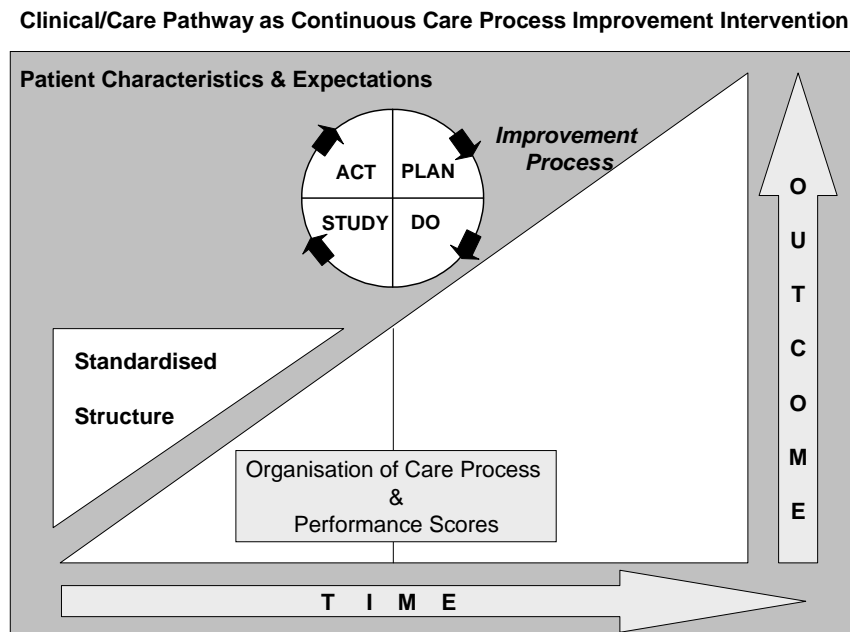 Clinical/Care Pathway as Continuous Care Process Improvement Intervention
Patient Characteristics & Expectations
Improvement
Process
ACT
PLAN
STUDY
DO
Standardised
Structure
Organisation of Care Process
&
Performance Scores
O
U
T
C
O
M
E
T I M E